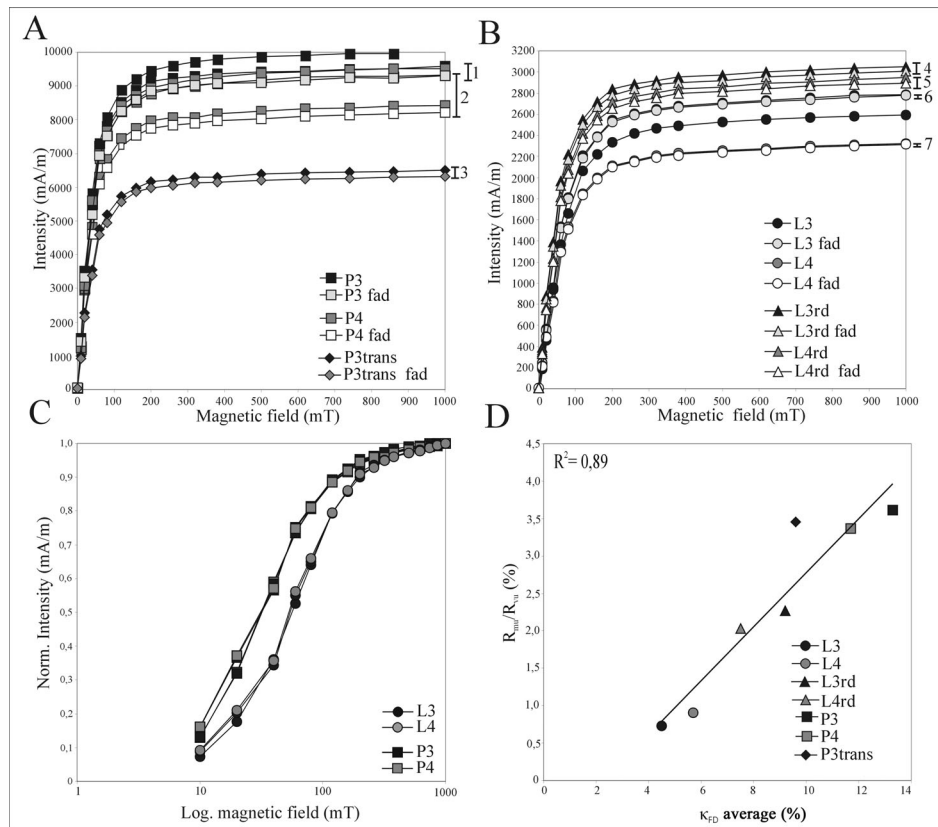 A
10000
9000
8000
7000
6000
5000
4000
3000
2000
1000
0
Intensity (mA/m)
0 200 400 600 800 1000
Magnetic field (mT)
1
2
3
P3
P3 fad
P4
P4 fad
P3trans
P3trans fad
B
3200
3000
2800
2600
2400
2200
2000
1800
1600
1400
1200
1000
800
600
400
200
0
Intensity (mA/m)
0 100 200 300 400 500 600 700 800 900 1000
Magnetic field (mT)
4
5
6
7
L3
L3 fad
L4
L4 fad
L3rd
L3rd fad
L4rd
L4rd fad
C
1,0
0,9
0,8
0,7
0,6
0,5
0,4
0,3
0,2
0,1
0,0
Norm. Intensity (mA/m)
1 10 100 1000
Log. magnetic field (mT)
L3
L4
P3
P4
D
4,5
4,0
3,5
3,0
2,5
2,0
1,5
1,0
0,5
0,0
R²= 0,89
Rmu/Rvu (%)
0 2 4 6 8 10 12 14
κFD average (%)
L3
L4
L3rd
L4rd
P3
P4
P3trans